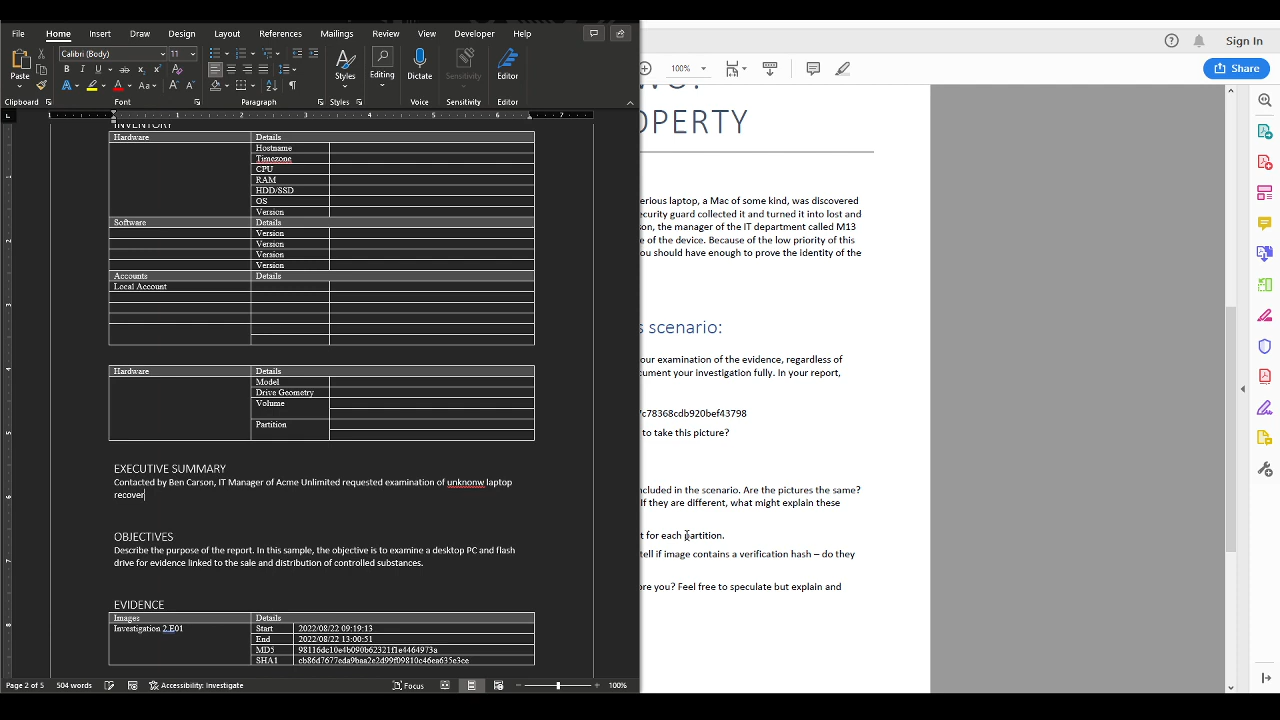 File Home Insert Draw Design Layout References Mailings Review View Developer Help
Calibri (Body) 11
Paste
Styles
Editing
Dictate
Sensitivity
Editor
Clipboard Font Paragraph Styles Voice Sensitivity Editor
INVENTORY
Hardware Details
Hostname
Timezone
CPU
RAM
HDD/SSD
OS
Version
Software Details
Version
Version
Version
Version
Accounts Details
Local Account
Hardware Details
Model
Drive Geometry
Volume
Partition
EXECUTIVE SUMMARY
Contacted by Ben Carson, IT Manager of Acme Unlimited requested examination of unknonw laptop
recover
OBJECTIVES
Describe the purpose of the report. In this sample, the objective is to examine a desktop PC and flash
drive for evidence linked to the sale and distribution of controlled substances.
EVIDENCE
Images Details
Investigation 2.E01 Start 2022/08/22 09:19:13
End 2022/08/22 13:00:51
MD5 98116dc10e4b090b62321f1e4464973a
SHA1 cb86d7677eda9baa2e2d99f09810c46ea635e3ce
Page 2 of 5 504 words Accessibility: Investigate Focus 100%
Sign In
100%
Share
OPERTY
erious laptop, a Mac of some kind, was discovered
ecurity guard collected it and turned it into lost and
son, the manager of the IT department called M13
e of the device. Because of the low priority of this
you should have enough to prove the identity of the
s scenario:
our examination of the evidence, regardless of
cument your investigation fully. In your report,
7c78368cdb920bef43798
to take this picture?
included in the scenario. Are the pictures the same?
If they are different, what might explain these
t for each partition.
tell if image contains a verification hash – do they
ore you? Feel free to speculate but explain and